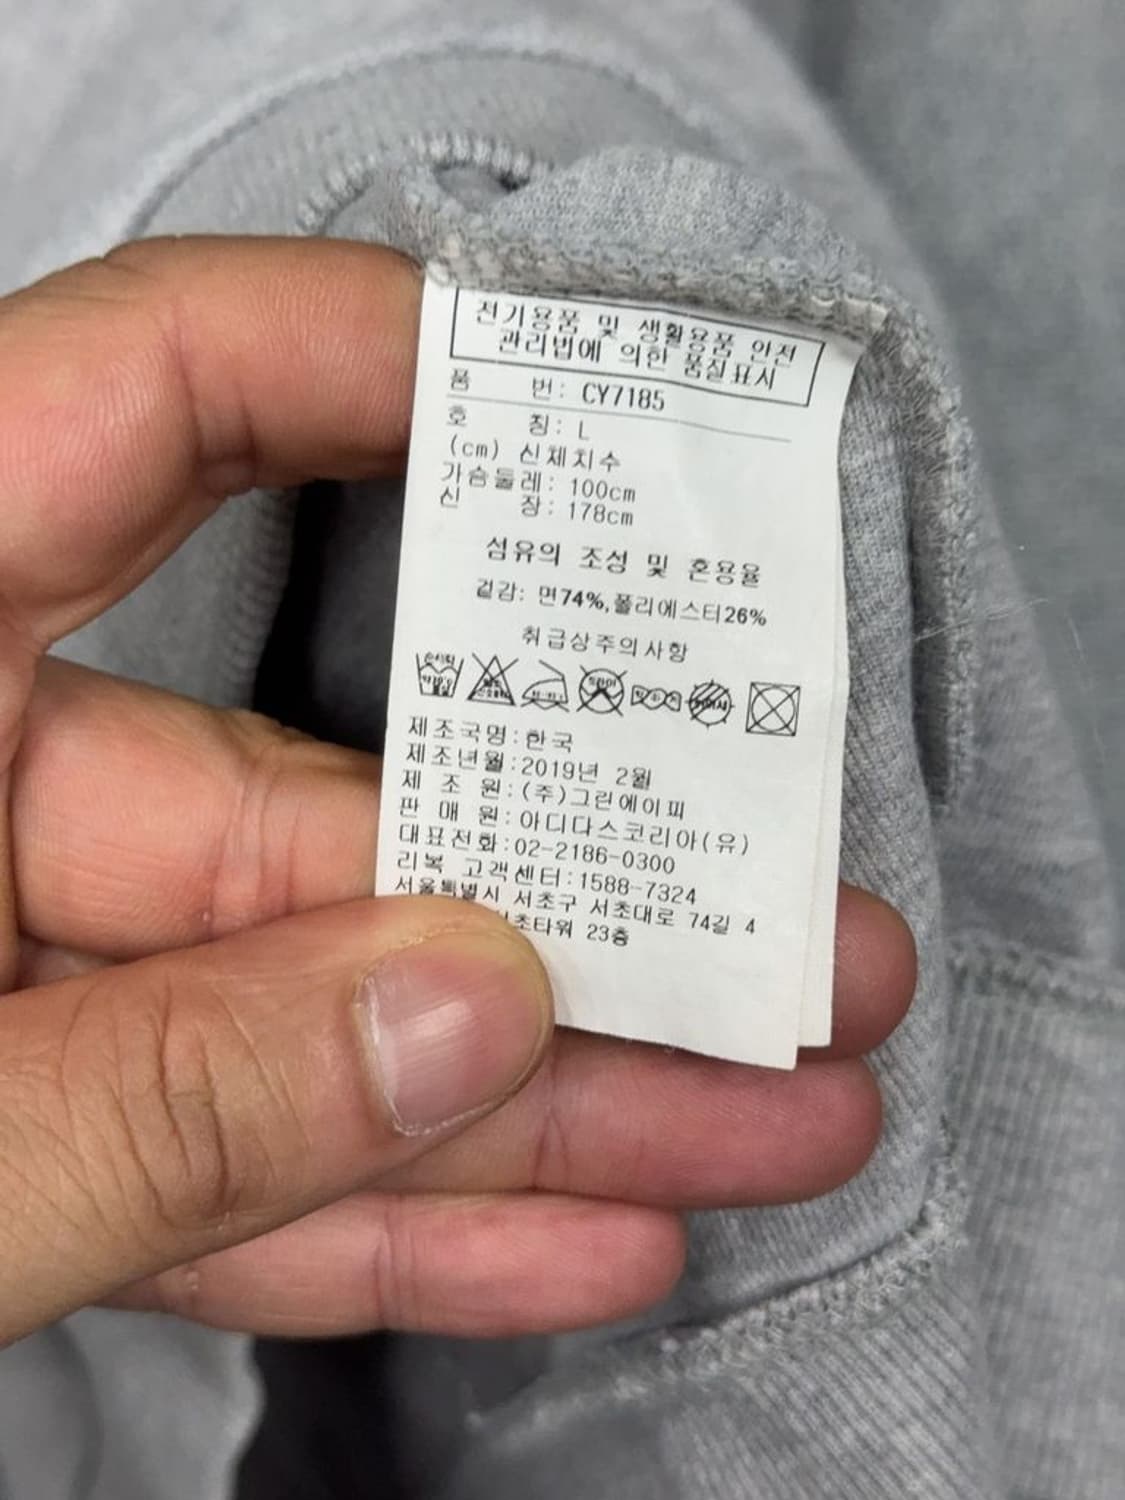 전기용품 및 생활용품 안전
관리법에 의한 품질표시
품 번: CY7185
호 칭: L
(cm) 신체치수
가슴둘레: 100cm
신 장: 178cm
섬유의 조성 및 혼용율
겉감: 면74%,폴리에스터26%
취급상주의사항
손세탁 드라이
제조국명:한국
제조년월:2019년 2월
제 조 원:(주)그린에이피
판 매 원:아디다스코리아(유)
대표전화:02-2186-0300
리복 고객센터:1588-7324
서울특별시 서초구 서초대로 74길 4
초타워 23층